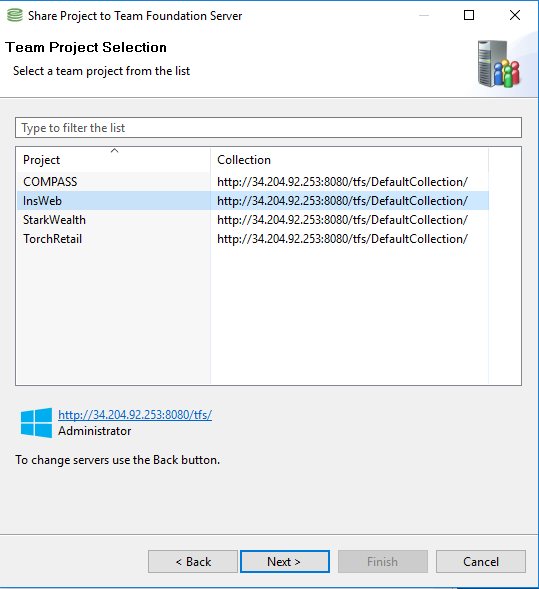 Share Project to Team Foundation Server
Team Project Selection
Select a team project from the list
Type to filter the list
Project Collection
COMPASS http://34.204.92.253:8080/tfs/DefaultCollection/
InsWeb http://34.204.92.253:8080/tfs/DefaultCollection/
StarkWealth http://34.204.92.253:8080/tfs/DefaultCollection/
TorchRetail http://34.204.92.253:8080/tfs/DefaultCollection/
http://34.204.92.253:8080/tfs/
Administrator
To change servers use the Back button.
< Back Next > Finish Cancel